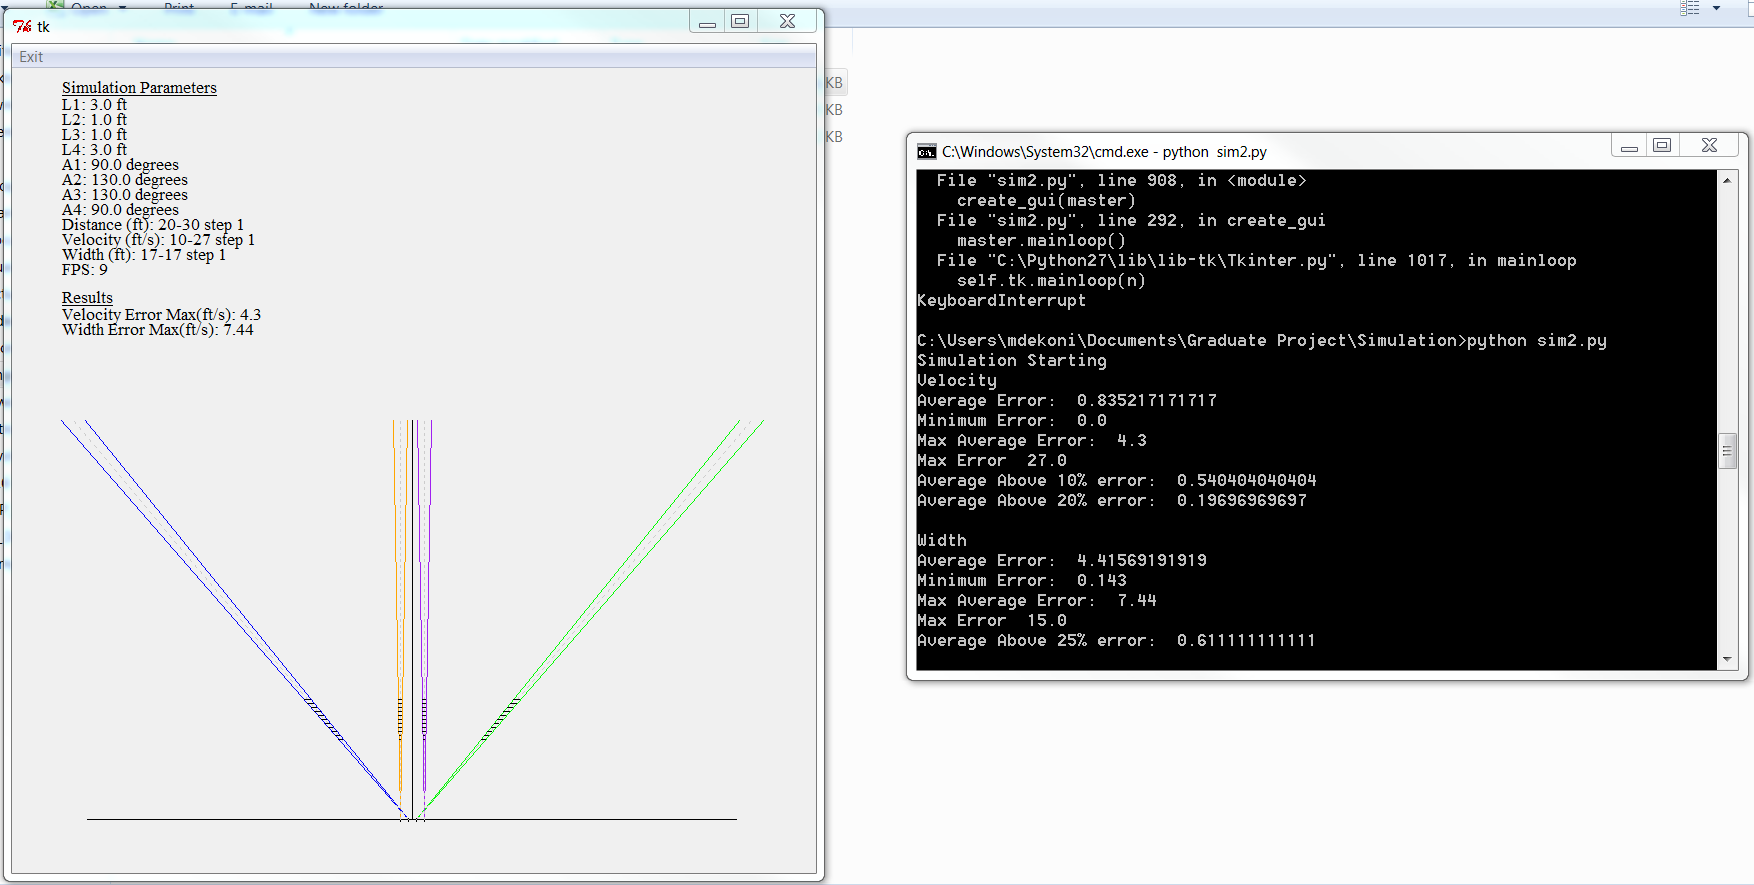 Open Print E-mail New folder
tk
Exit
Simulation Parameters
L1: 3.0 ft
L2: 1.0 ft
L3: 1.0 ft
L4: 3.0 ft
A1: 90.0 degrees
A2: 130.0 degrees
A3: 130.0 degrees
A4: 90.0 degrees
Distance (ft): 20-30 step 1
Velocity (ft/s): 10-27 step 1
Width (ft): 17-17 step 1
FPS: 9
Results
Velocity Error Max(ft/s): 4.3
Width Error Max(ft/s): 7.44
KB
KB
KB
C:\Windows\System32\cmd.exe - python  sim2.py
File "sim2.py", line 908, in <module>
create_gui(master)
File "sim2.py", line 292, in create_gui
master.mainloop()
File "C:\Python27\lib\lib-tk\Tkinter.py", line 1017, in mainloop
self.tk.mainloop(n)
KeyboardInterrupt
C:\Users\mdekoni\Documents\Graduate Project\Simulation>python sim2.py
Simulation Starting
Velocity
Average Error:  0.835217171717
Minimum Error:  0.0
Max Average Error:  4.3
Max Error  27.0
Average Above 10% error:  0.540404040404
Average Above 20% error:  0.19696969697
Width
Average Error:  4.41569191919
Minimum Error:  0.143
Max Average Error:  7.44
Max Error  15.0
Average Above 25% error:  0.611111111111